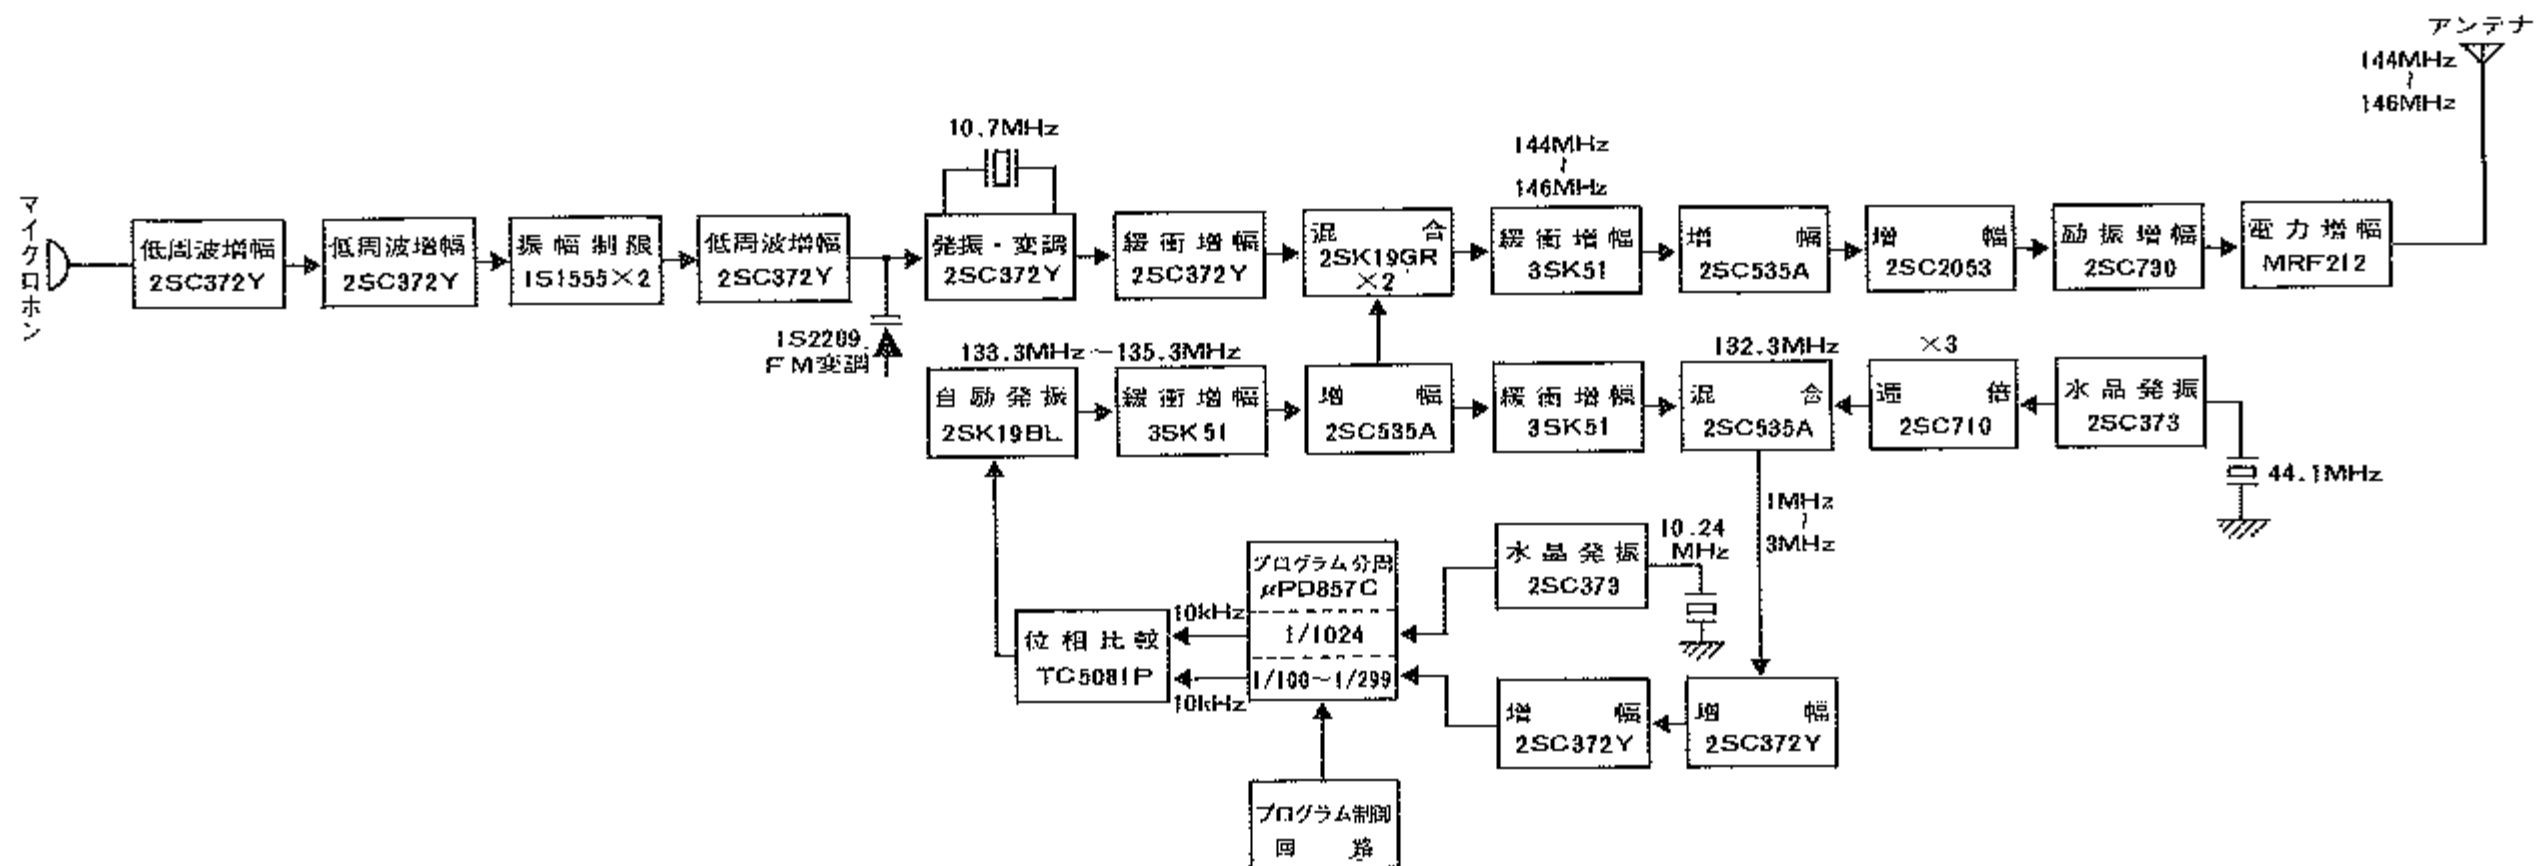 アンテナ
144MHz
~
146MHz
マイクロホン
低周波増幅
2SC372Y
低周波増幅
2SC372Y
振幅制限
IS1555×2
低周波増幅
2SC372Y
IS2209
FM変調
10.7MHz
発振・変調
2SC372Y
緩衝増幅
2SC372Y
混合
2SK19GR
×2
144MHz
~
146MHz
緩衝増幅
3SK51
増幅
2SC535A
増幅
2SC2053
励振増幅
2SC730
電力増幅
MRF212
133.3MHz~135.3MHz
自励発振
2SK19BL
緩衝増幅
3SK51
増幅
2SC535A
緩衝増幅
3SK51
132.3MHz
混合
2SC535A
×3
逓倍
2SC710
水晶発振
2SC373
44.1MHz
1MHz
~
3MHz
水晶発振
2SC373
10.24
MHz
プログラム分周
μPD857C
1/1024
1/100~1/299
10kHz
10kHz
位相比較
TC5081P
増幅
2SC372Y
増幅
2SC372Y
プログラム制御
回路